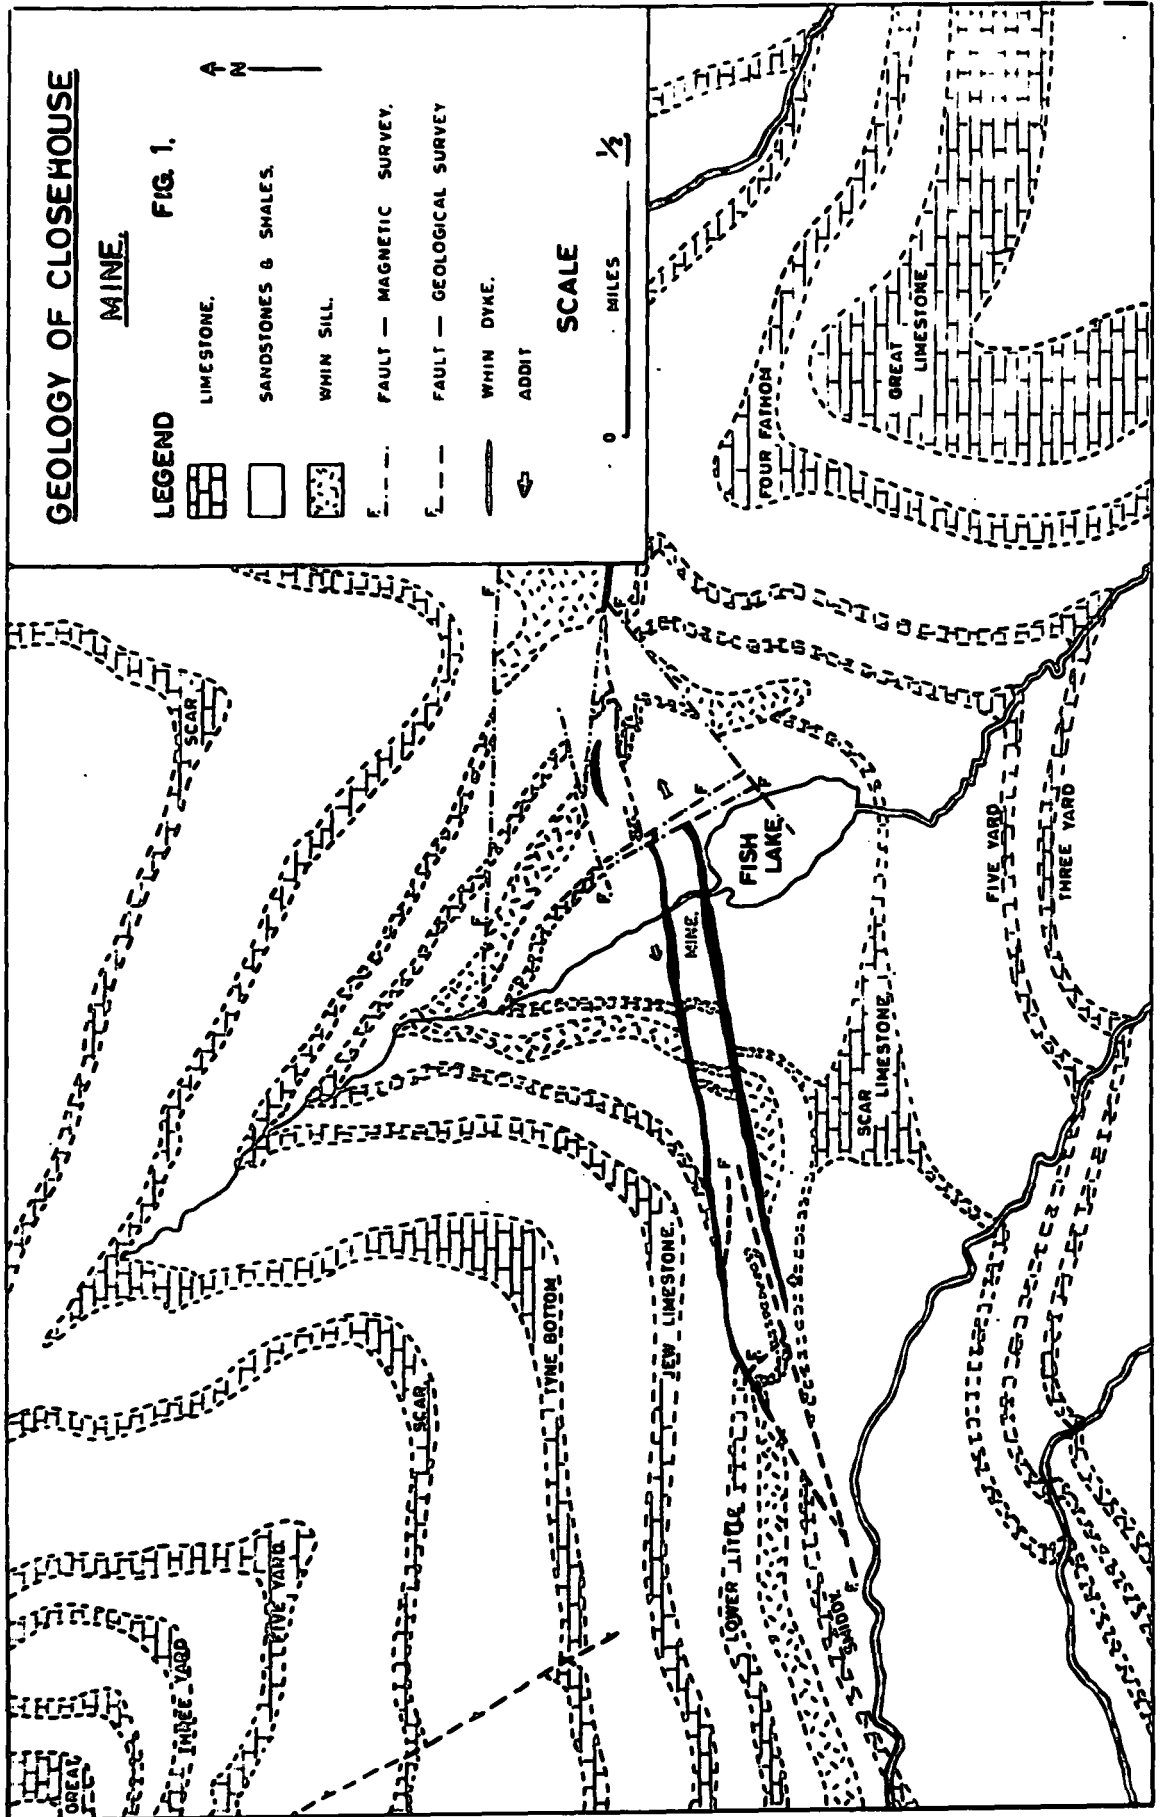 GEOLOGY OF CLOSEHOUSE
MINE.
FIG. 1.
N
LEGEND
LIMESTONE.
SANDSTONES & SHALES.
WHIN SILL.
F FAULT — MAGNETIC SURVEY.
F FAULT — GEOLOGICAL SURVEY
WHIN DYKE.
ADDIT
SCALE
0 MILES 1/2
GREAT
THREE YARD
FIVE YARD
SCAR
TYNE BOTTOM
JEW LIMESTONE.
LOWER LITTLE
SMIDDY
F
F
F
SCAR
F
F
F
F
F
F
F
MINE.
FISH
LAKE.
SCAR
LIMESTONE
FIVE YARD
THREE YARD
FOUR FATHOM
GREAT
LIMESTONE